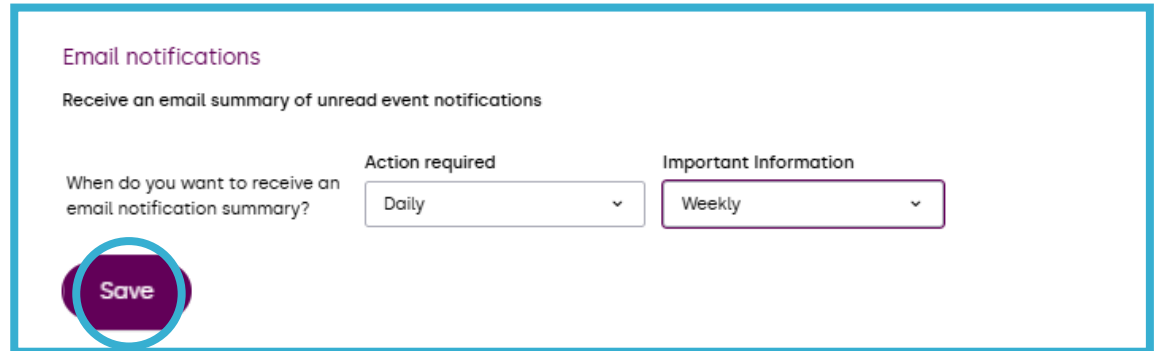 Email notifications
Receive an email summary of unread event notifications
When do you want to receive an
email notification summary?
Action required
Daily
Important Information
Weekly
Save